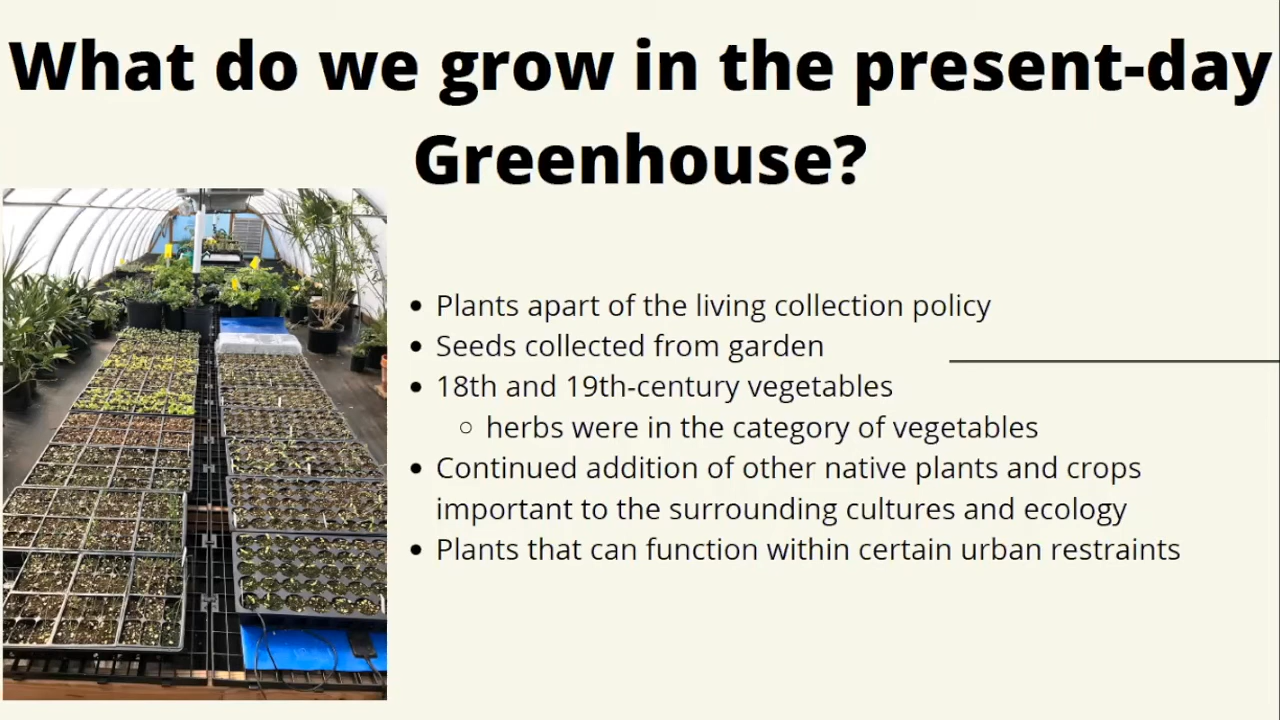 What do we grow in the present-day
Greenhouse?
• Plants apart of the living collection policy
• Seeds collected from garden
• 18th and 19th-century vegetables
○ herbs were in the category of vegetables
• Continued addition of other native plants and crops
important to the surrounding cultures and ecology
• Plants that can function within certain urban restraints